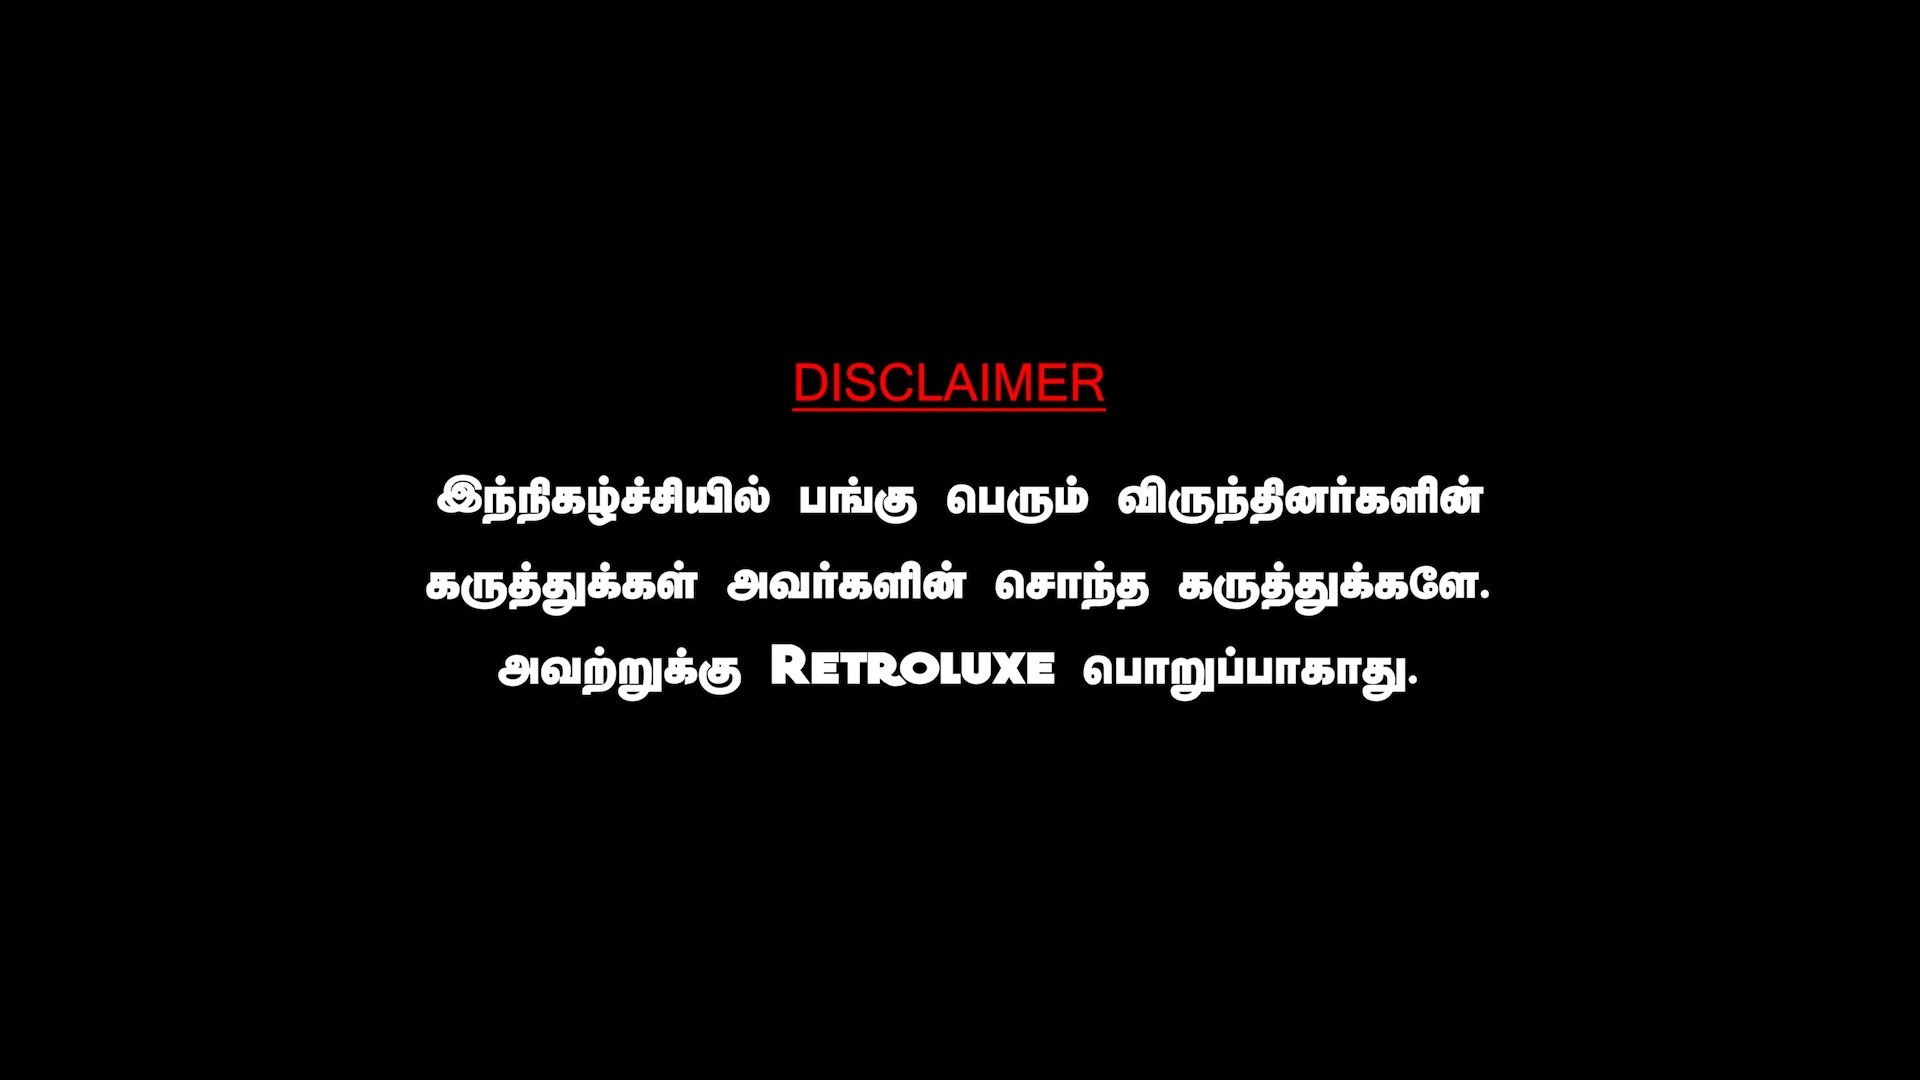 DISCLAIMER
இந்நிகழ்ச்சியில் பங்கு பெரும் விருந்தினர்களின்
கருத்துக்கள் அவர்களின் சொந்த கருத்துக்களே.
அவற்றுக்கு RETROLUXE பொறுப்பாகாது.